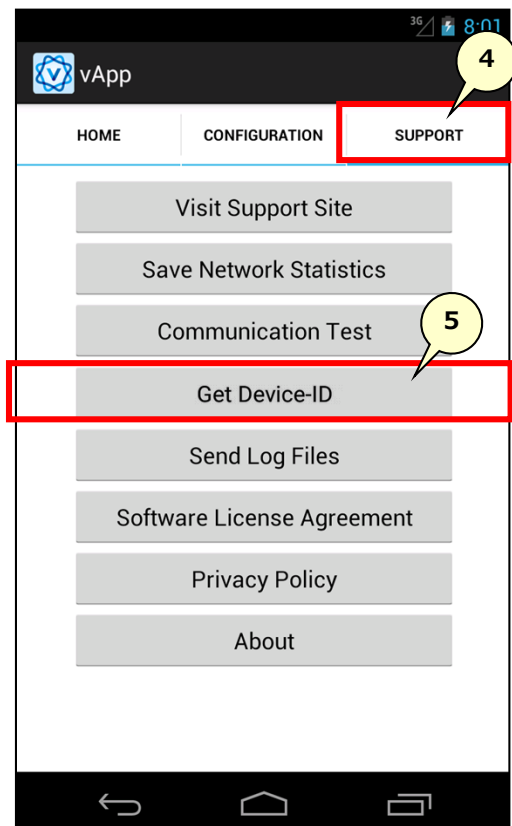 3G 8:01
4
vApp
HOME CONFIGURATION SUPPORT
Visit Support Site
Save Network Statistics
Communication Test
5
Get Device-ID
Send Log Files
Software License Agreement
Privacy Policy
About